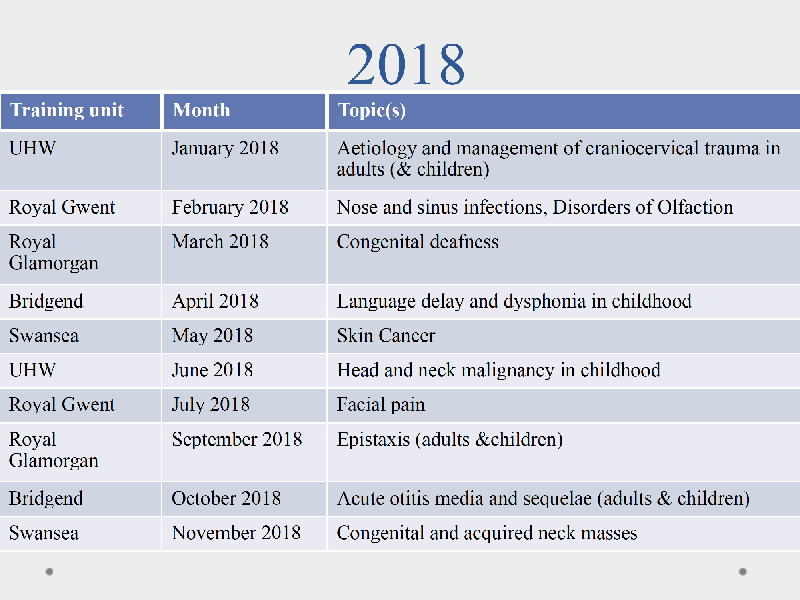 2018
Training unit Month Topic(s)
UHW January 2018 Aetiology and management of craniocervical trauma in
adults (& children)
Royal Gwent February 2018 Nose and sinus infections, Disorders of Olfaction
Royal March 2018 Congenital deafness
Glamorgan
Bridgend April 2018 Language delay and dysphonia in childhood
Swansea May 2018 Skin Cancer
UHW June 2018 Head and neck malignancy in childhood
Royal Gwent July 2018 Facial pain
Royal September 2018 Epistaxis (adults &children)
Glamorgan
Bridgend October 2018 Acute otitis media and sequelae (adults & children)
Swansea November 2018 Congenital and acquired neck masses